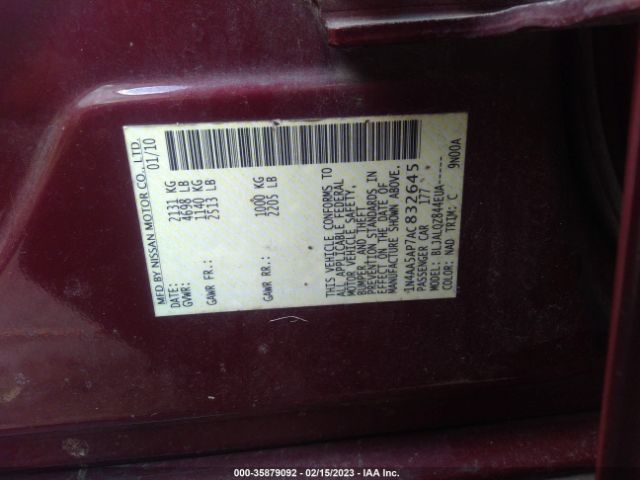 MFD BY NISSAN MOTOR CO., LTD.
DATE: 01/10
GVWR: 2131 KG
4698 LB
GAWR FR.: 1140 KG
2513 LB
GAWR RR.: 1000 KG
2205 LB
THIS VEHICLE CONFORMS TO
ALL APPLICABLE FEDERAL
MOTOR VEHICLE SAFETY,
BUMPER, AND THEFT
PREVENTION STANDARDS IN
EFFECT ON THE DATE OF
MANUFACTURE SHOWN ABOVE.
1N4AA5AP7AC832645
PASSENGER CAR 177
MODEL: BLJALQZ844EUA-----
COLOR: NAD TRIM: C 9N00A
000-35879092 - 02/15/2023 - IAA Inc.